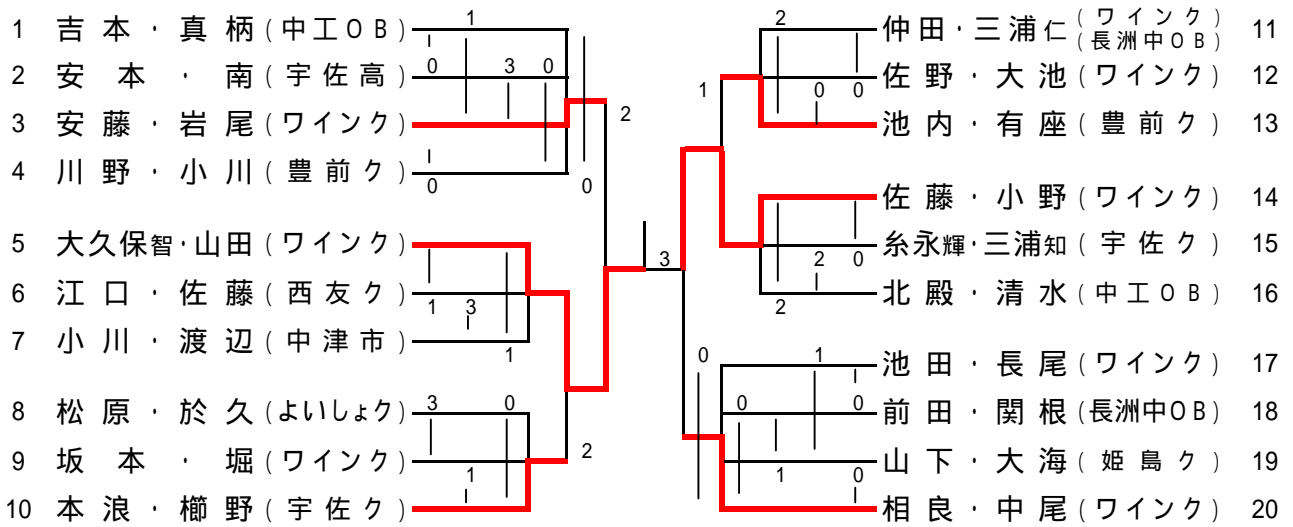 1 吉本・真柄(中工OB)
2 安本・南(宇佐高)
3 安藤・岩尾(ワインク)
4 川野・小川(豊前ク)
5 大久保智・山田(ワインク)
6 江口・佐藤(西友ク)
7 小川・渡辺(中津市)
8 松原・於久(よいしょク)
9 坂本・堀(ワインク)
10 本浪・櫛野(宇佐ク)
1
0 3 0
2
0 0
1 3
1
3 0
2
1
3
2
1
0 0
2 0
2
0 1
0 0
1 0
仲田・三浦仁(ワインク)(長洲中OB) 11
佐野・大池(ワインク) 12
池内・有座(豊前ク) 13
佐藤・小野(ワインク) 14
糸永輝・三浦知(宇佐ク) 15
北殿・清水(中工OB) 16
池田・長尾(ワインク) 17
前田・関根(長洲中OB) 18
山下・大海(姫島ク) 19
相良・中尾(ワインク) 20